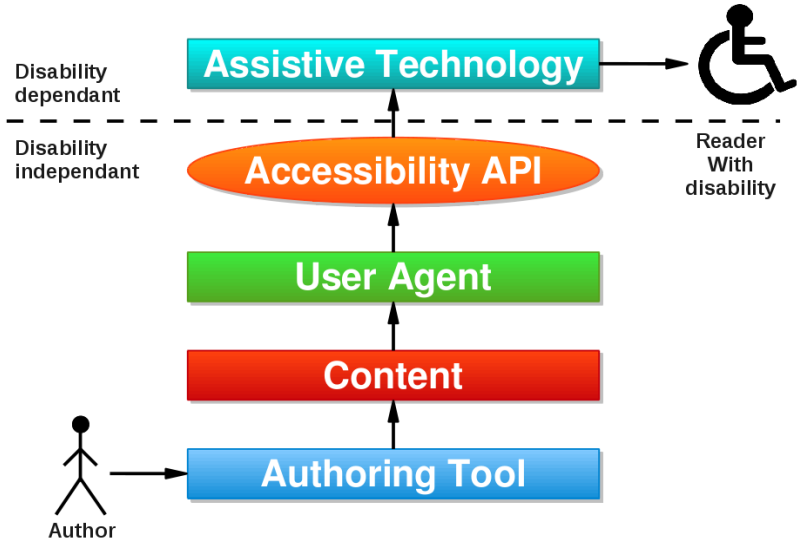 Assistive Technology
Disability
dependant
Disability
independant
Reader
With
disability
Accessibility API
User Agent
Content
Authoring Tool
Author